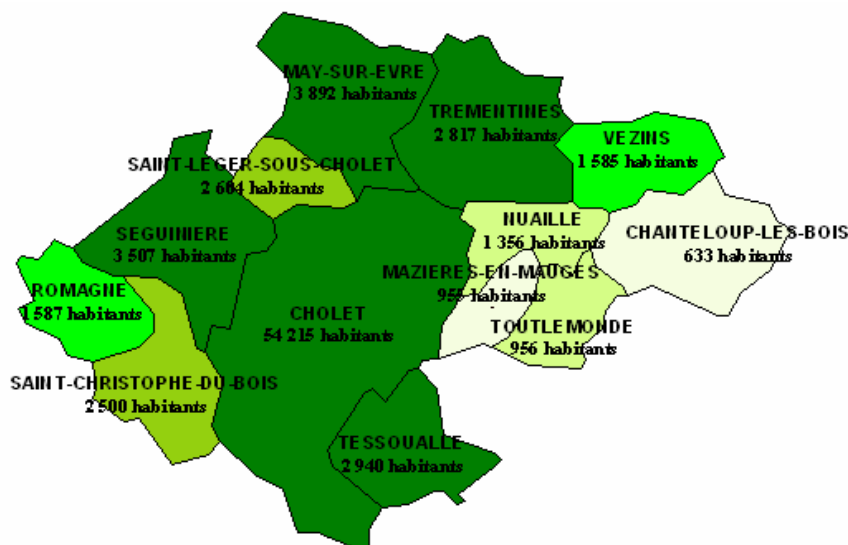 MAY-SUR-EVRE
3 892 habitants
TREMENTINES
2 817 habitants
VEZINS
1 585 habitants
SAINT-LEGER-SOUS-CHOLET
2 604 habitants
NUAILLE
1 356 habitants
CHANTELOUP-LES-BOIS
633 habitants
SEGUINIERE
3 507 habitants
MAZIERES-EN-MAUGES
955 habitants
ROMAGNE
1 587 habitants
CHOLET
54 215 habitants
TOUTLEMONDE
956 habitants
SAINT-CHRISTOPHE-DU-BOIS
2 500 habitants
TESSOUALLE
2 940 habitants